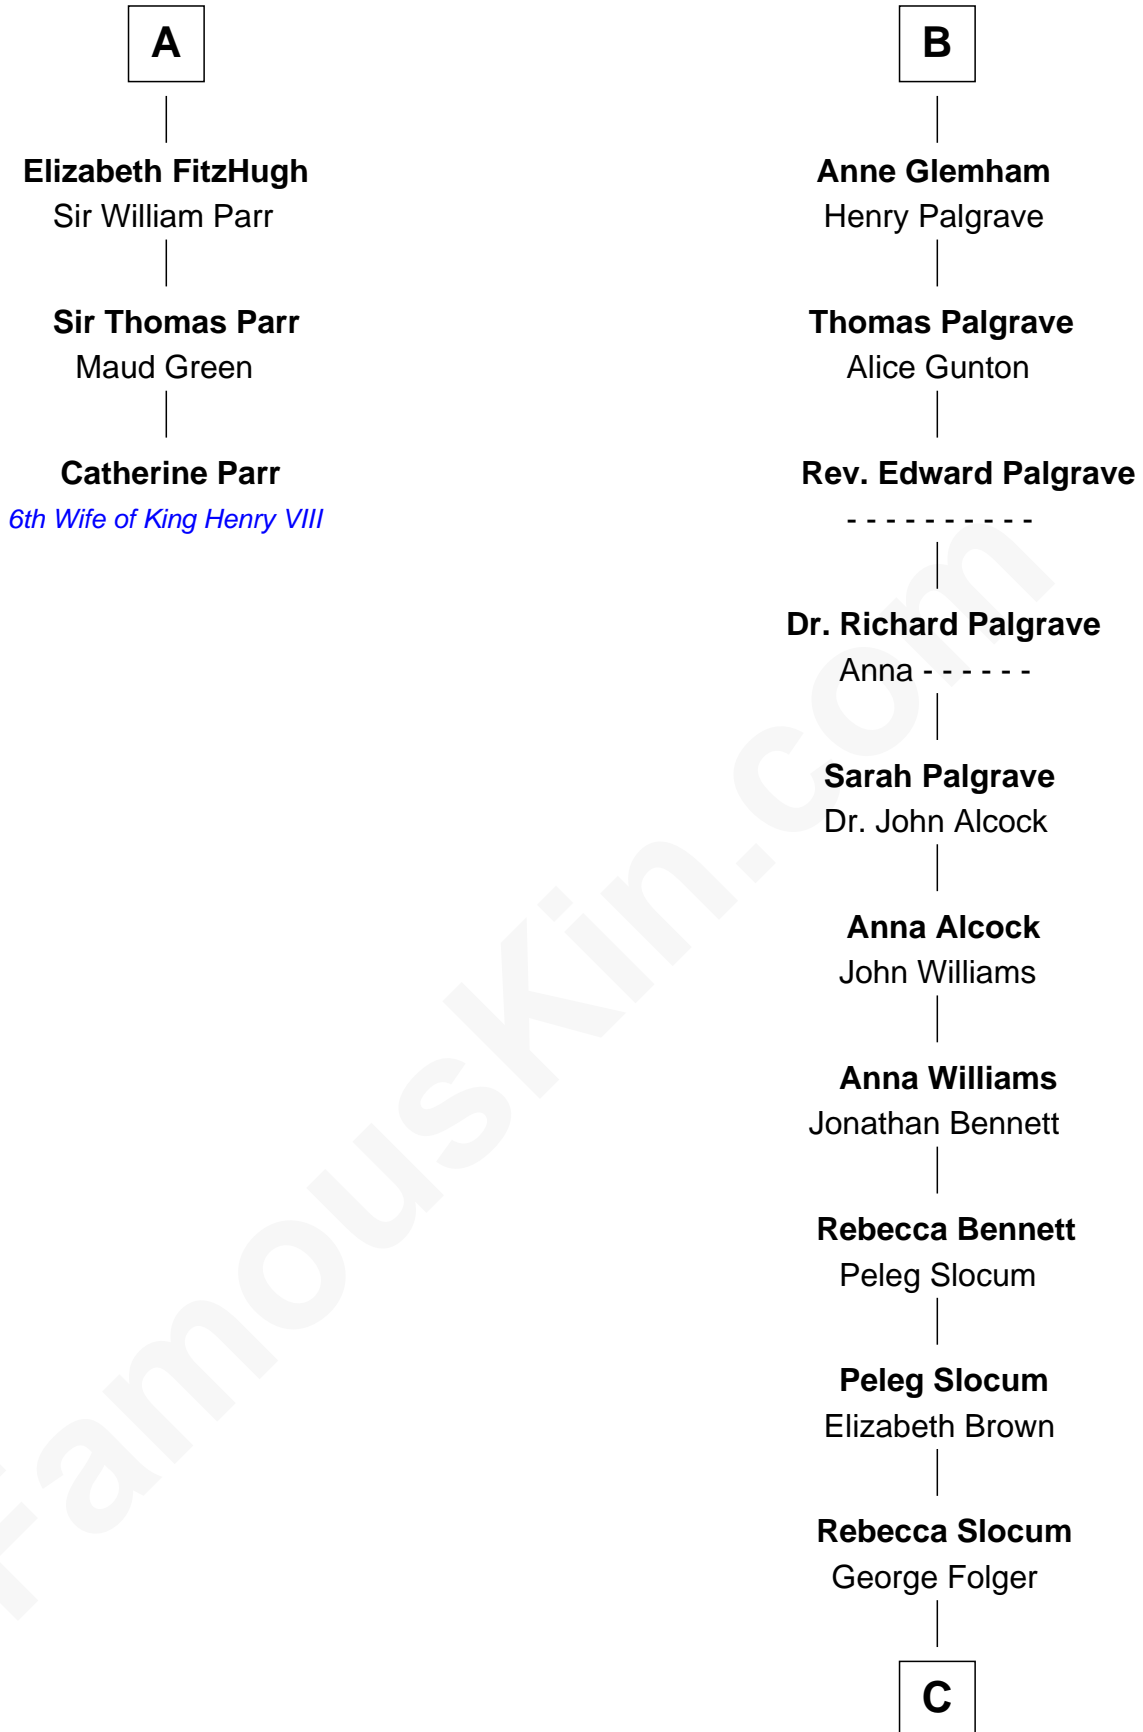 A
Elizabeth FitzHugh
Sir William Parr
Sir Thomas Parr
Maud Green
Catherine Parr
6th Wife of King Henry VIII
B
Anne Glemham
Henry Palgrave
Thomas Palgrave
Alice Gunton
Rev. Edward Palgrave
- - - - - - - - - -
Dr. Richard Palgrave
Anna - - - - - -
Sarah Palgrave
Dr. John Alcock
Anna Alcock
John Williams
Anna Williams
Jonathan Bennett
Rebecca Bennett
Peleg Slocum
Peleg Slocum
Elizabeth Brown
Rebecca Slocum
George Folger
C
FamousKin.com